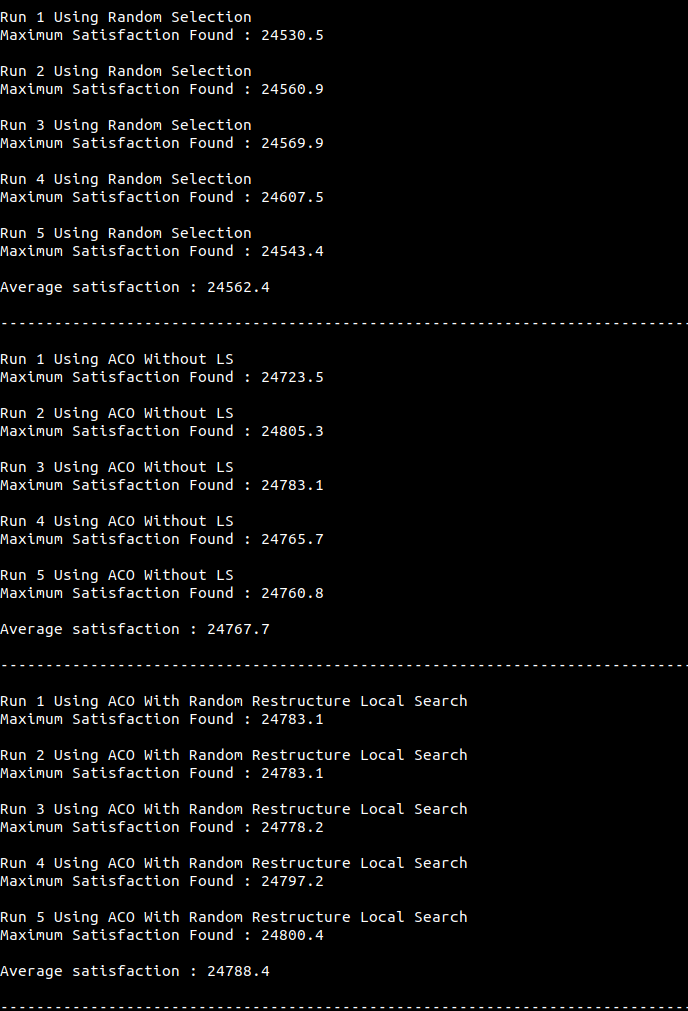 Run 1 Using Random Selection
Maximum Satisfaction Found : 24530.5
Run 2 Using Random Selection
Maximum Satisfaction Found : 24560.9
Run 3 Using Random Selection
Maximum Satisfaction Found : 24569.9
Run 4 Using Random Selection
Maximum Satisfaction Found : 24607.5
Run 5 Using Random Selection
Maximum Satisfaction Found : 24543.4
Average satisfaction : 24562.4
-----------------------------------------------------------------------------
Run 1 Using ACO Without LS
Maximum Satisfaction Found : 24723.5
Run 2 Using ACO Without LS
Maximum Satisfaction Found : 24805.3
Run 3 Using ACO Without LS
Maximum Satisfaction Found : 24783.1
Run 4 Using ACO Without LS
Maximum Satisfaction Found : 24765.7
Run 5 Using ACO Without LS
Maximum Satisfaction Found : 24760.8
Average satisfaction : 24767.7
-----------------------------------------------------------------------------
Run 1 Using ACO With Random Restructure Local Search
Maximum Satisfaction Found : 24783.1
Run 2 Using ACO With Random Restructure Local Search
Maximum Satisfaction Found : 24783.1
Run 3 Using ACO With Random Restructure Local Search
Maximum Satisfaction Found : 24778.2
Run 4 Using ACO With Random Restructure Local Search
Maximum Satisfaction Found : 24797.2
Run 5 Using ACO With Random Restructure Local Search
Maximum Satisfaction Found : 24800.4
Average satisfaction : 24788.4
-----------------------------------------------------------------------------